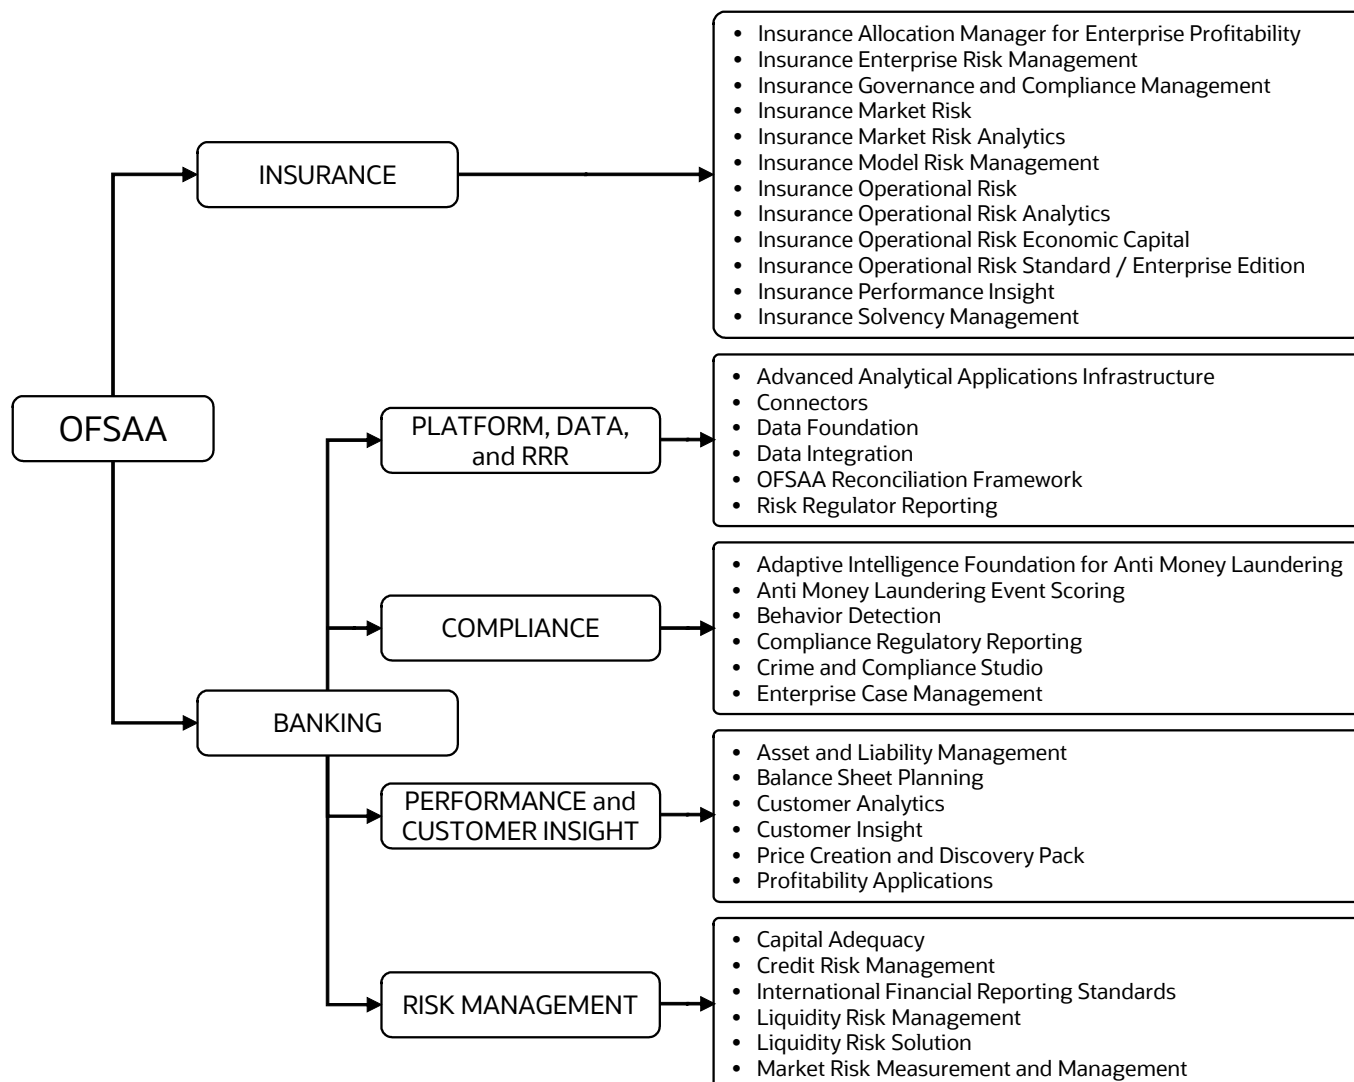 OFSAA
INSURANCE
• Insurance Allocation Manager for Enterprise Profitability
• Insurance Enterprise Risk Management
• Insurance Governance and Compliance Management
• Insurance Market Risk
• Insurance Market Risk Analytics
• Insurance Model Risk Management
• Insurance Operational Risk
• Insurance Operational Risk Analytics
• Insurance Operational Risk Economic Capital
• Insurance Operational Risk Standard / Enterprise Edition
• Insurance Performance Insight
• Insurance Solvency Management
BANKING
PLATFORM, DATA,
and RRR
• Advanced Analytical Applications Infrastructure
• Connectors
• Data Foundation
• Data Integration
• OFSAA Reconciliation Framework
• Risk Regulator Reporting
COMPLIANCE
• Adaptive Intelligence Foundation for Anti Money Laundering
• Anti Money Laundering Event Scoring
• Behavior Detection
• Compliance Regulatory Reporting
• Crime and Compliance Studio
• Enterprise Case Management
PERFORMANCE and
CUSTOMER INSIGHT
• Asset and Liability Management
• Balance Sheet Planning
• Customer Analytics
• Customer Insight
• Price Creation and Discovery Pack
• Profitability Applications
RISK MANAGEMENT
• Capital Adequacy
• Credit Risk Management
• International Financial Reporting Standards
• Liquidity Risk Management
• Liquidity Risk Solution
• Market Risk Measurement and Management